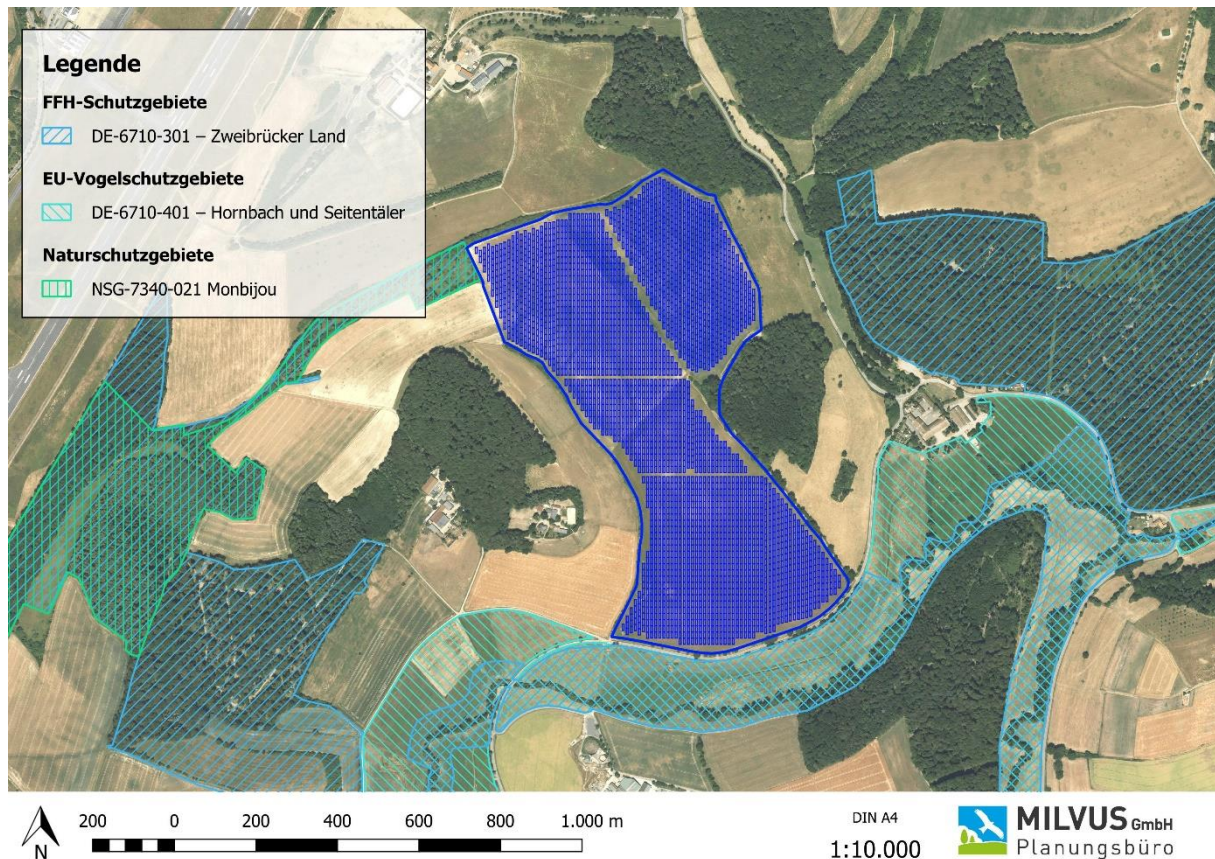 Legende
FFH-Schutzgebiete
DE-6710-301 – Zweibrücker Land
EU-Vogelschutzgebiete
DE-6710-401 – Hornbach und Seitentäler
Naturschutzgebiete
NSG-7340-021 Monbijou
N
200 0 200 400 600 800 1.000 m
DIN A4
1:10.000
MILVUS GmbH
Planungsbüro